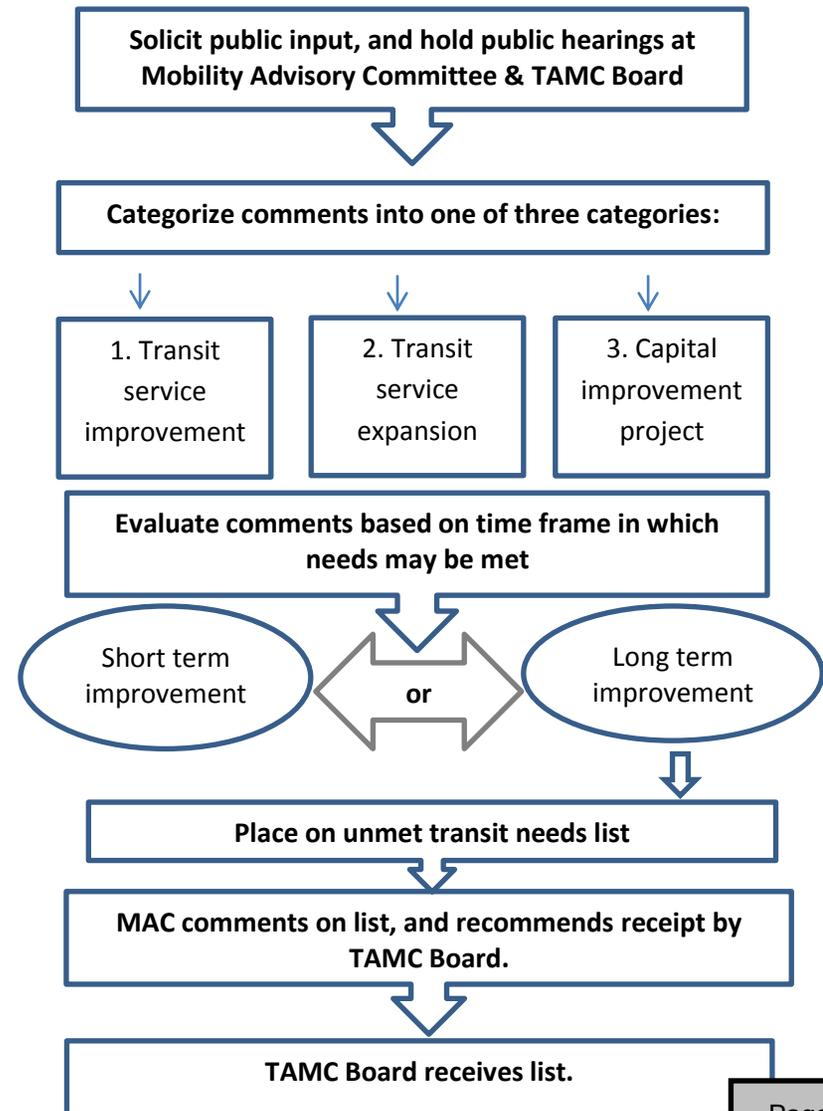 Solicit public input, and hold public hearings at
Mobility Advisory Committee & TAMC Board
Categorize comments into one of three categories:
1. Transit
service
improvement
2. Transit
service
expansion
3. Capital
improvement
project
Evaluate comments based on time frame in which
needs may be met
Short term
improvement
or
Long term
improvement
Place on unmet transit needs list
MAC comments on list, and recommends receipt by
TAMC Board.
TAMC Board receives list.